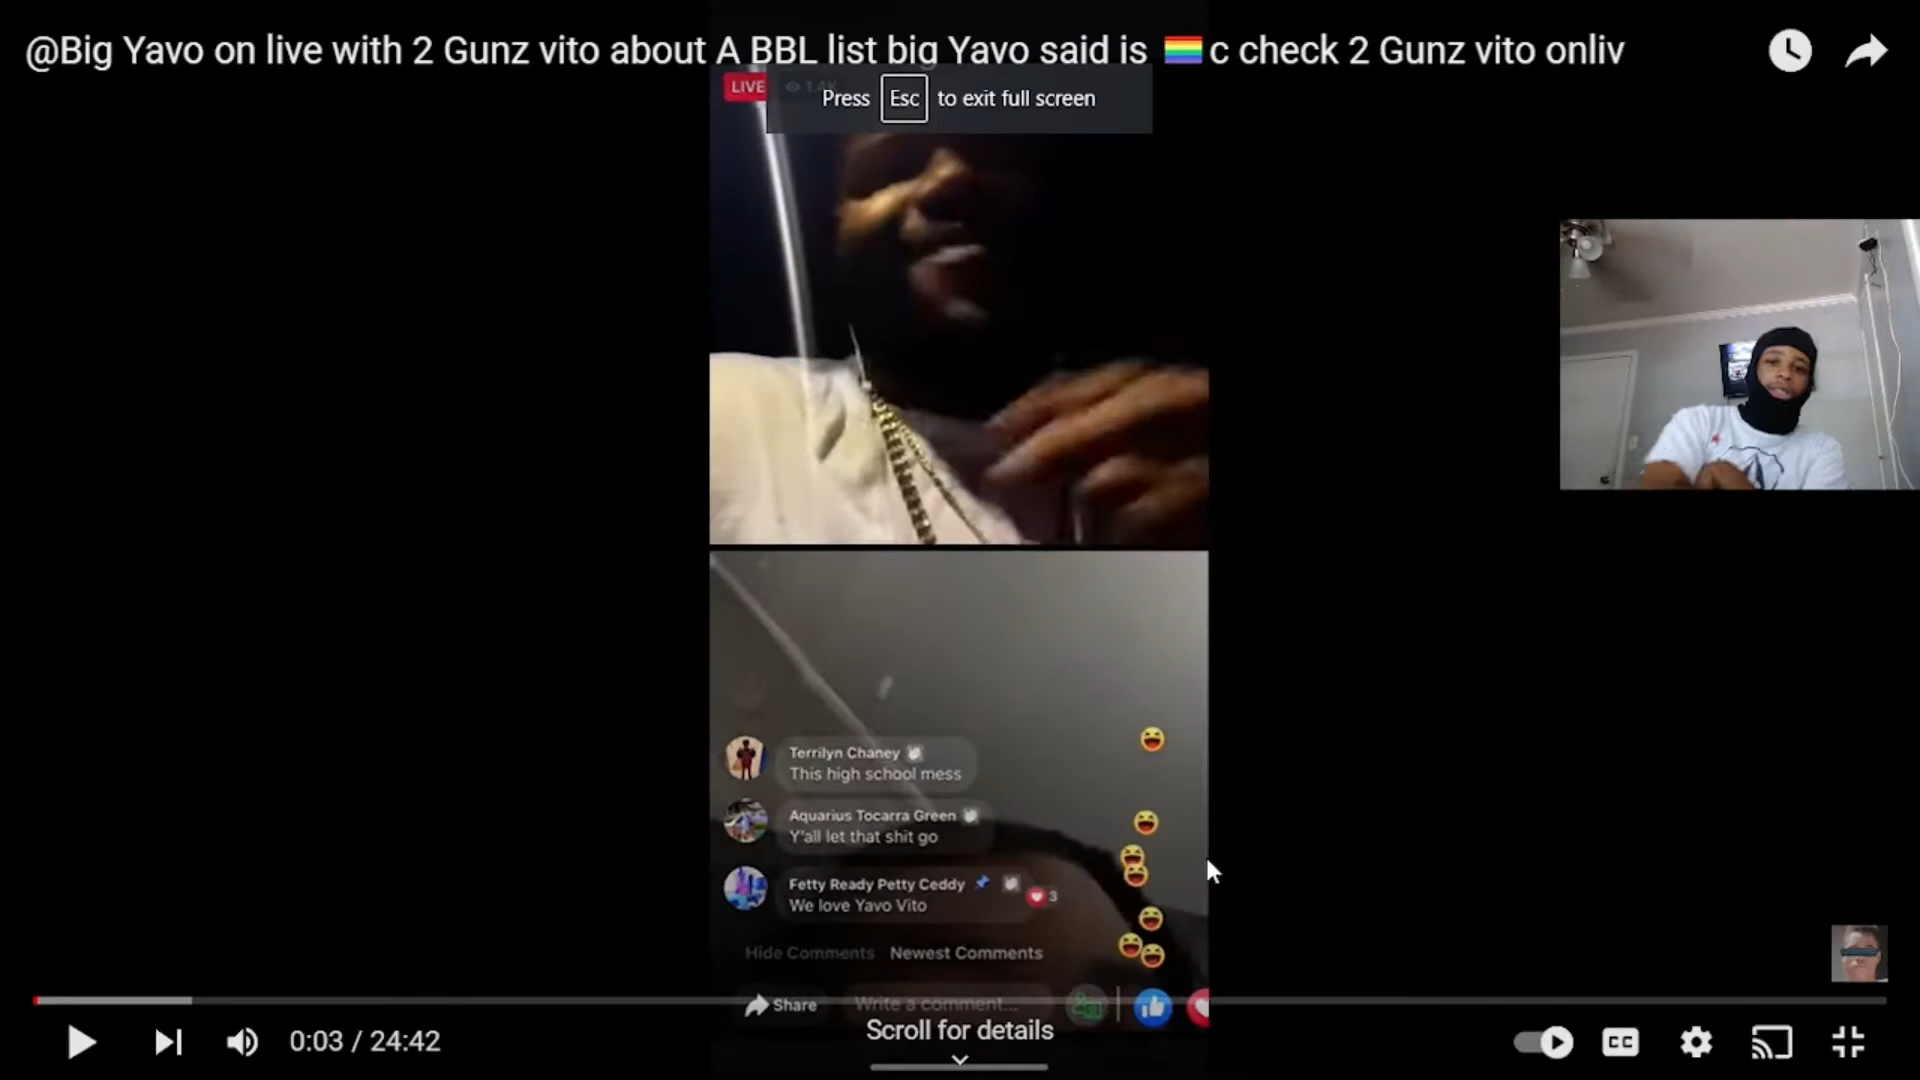 @Big Yavo on live with 2 Gunz vito about A BBL list big Yavo said is 🏳️‍🌈 c check 2 Gunz vito onliv
LIVE 1.4K
Press Esc to exit full screen
Terrilyn Chaney
This high school mess
Aquarius Tocarra Green
Y'all let that shit go
Fetty Ready Petty Ceddy
We love Yavo Vito
3
Hide Comments Newest Comments
Share Write a comment...
Scroll for details
0:03 / 24:42
CC